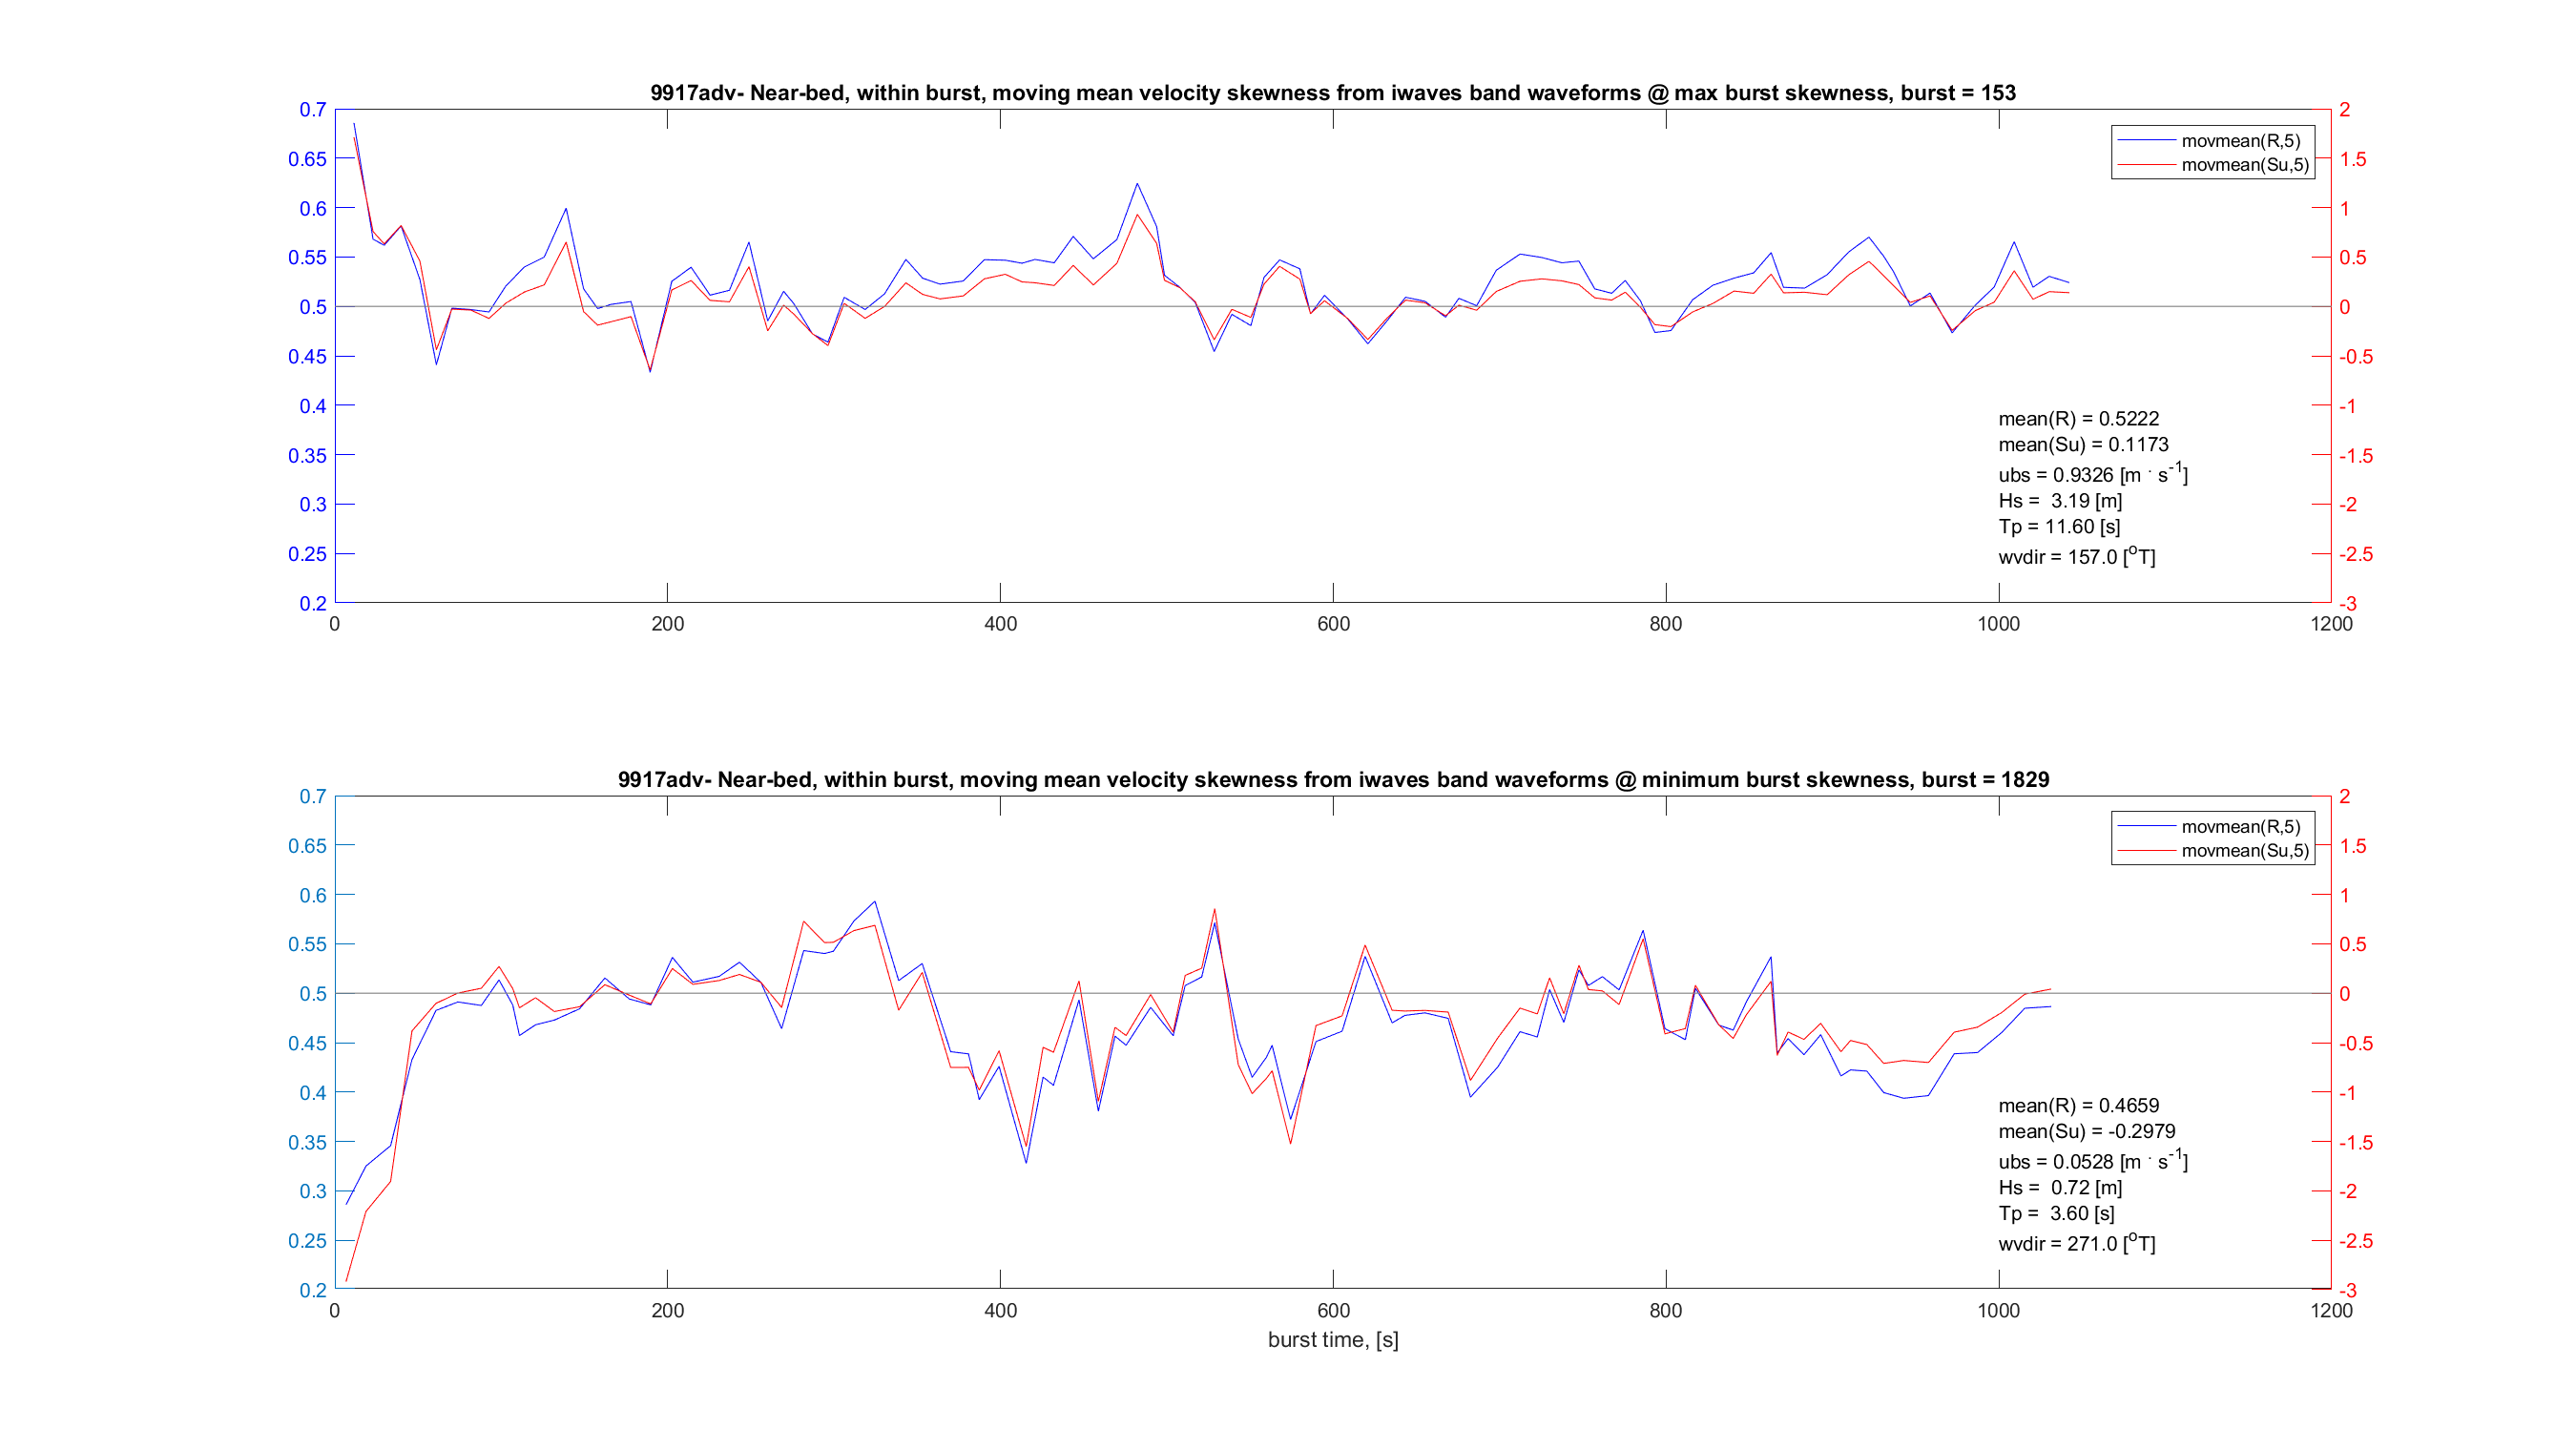 9917adv- Near-bed, within burst, moving mean velocity skewness from iwaves band waveforms @ max burst skewness, burst = 153
0.7
0.65
0.6
0.55
0.5
0.45
0.4
0.35
0.3
0.25
0.2
2
1.5
1
0.5
0
-0.5
-1
-1.5
-2
-2.5
-3
movmean(R,5)
movmean(Su,5)
mean(R) = 0.5222
mean(Su) = 0.1173
ubs = 0.9326 [m · s-1]
Hs = 3.19 [m]
Tp = 11.60 [s]
wvdir = 157.0 [oT]
0 200 400 600 800 1000 1200
9917adv- Near-bed, within burst, moving mean velocity skewness from iwaves band waveforms @ minimum burst skewness, burst = 1829
0.7
0.65
0.6
0.55
0.5
0.45
0.4
0.35
0.3
0.25
0.2
2
1.5
1
0.5
0
-0.5
-1
-1.5
-2
-2.5
-3
movmean(R,5)
movmean(Su,5)
mean(R) = 0.4659
mean(Su) = -0.2979
ubs = 0.0528 [m · s-1]
Hs = 0.72 [m]
Tp = 3.60 [s]
wvdir = 271.0 [oT]
0 200 400 600 800 1000 1200
burst time, [s]